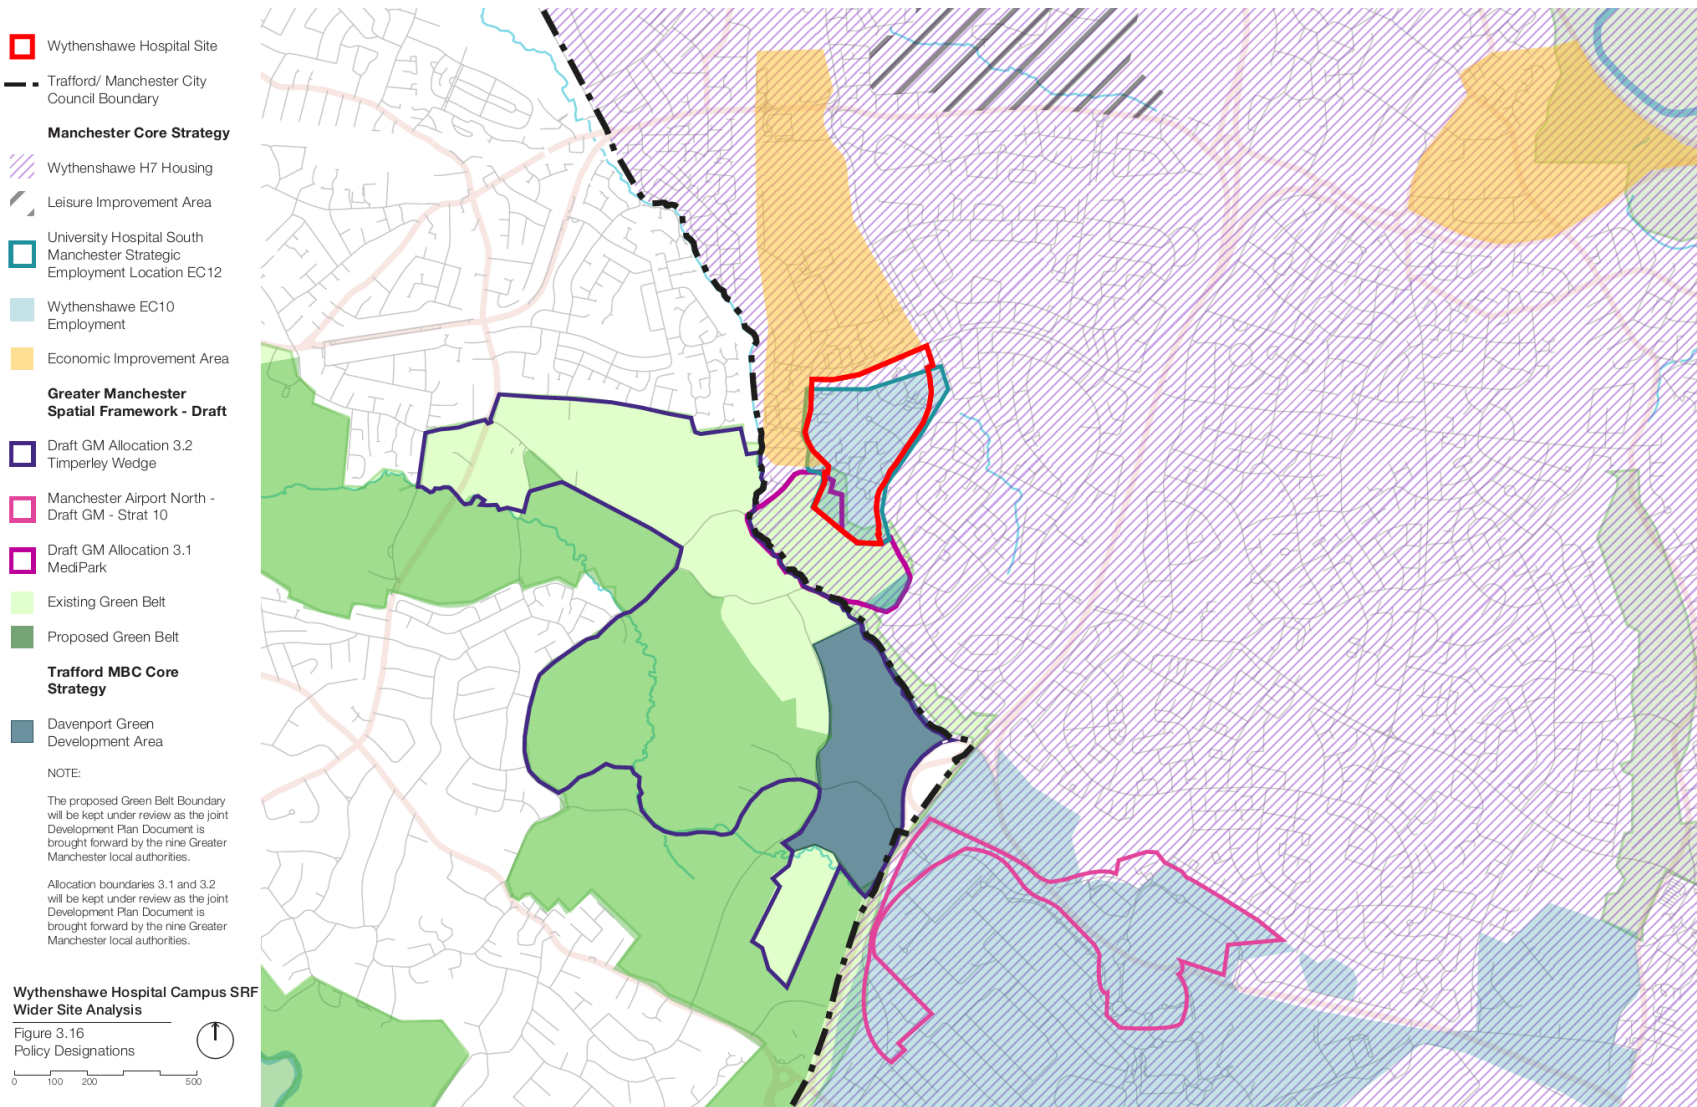 Wythenshawe Hospital Site
Trafford/ Manchester City
Council Boundary
Manchester Core Strategy
Wythenshawe H7 Housing
Leisure Improvement Area
University Hospital South
Manchester Strategic
Employment Location EC12
Wythenshawe EC10
Employment
Economic Improvement Area
Greater Manchester
Spatial Framework - Draft
Draft GM Allocation 3.2
Timperley Wedge
Manchester Airport North -
Draft GM - Strat 10
Draft GM Allocation 3.1
MediPark
Existing Green Belt
Proposed Green Belt
Trafford MBC Core
Strategy
Davenport Green
Development Area
NOTE:
The proposed Green Belt Boundary
will be kept under review as the joint
Development Plan Document is
brought forward by the nine Greater
Manchester local authorities.
Allocation boundaries 3.1 and 3.2
will be kept under review as the joint
Development Plan Document is
brought forward by the nine Greater
Manchester local authorities.
Wythenshawe Hospital Campus SRF
Wider Site Analysis
Figure 3.16
Policy Designations
0 100 200 500